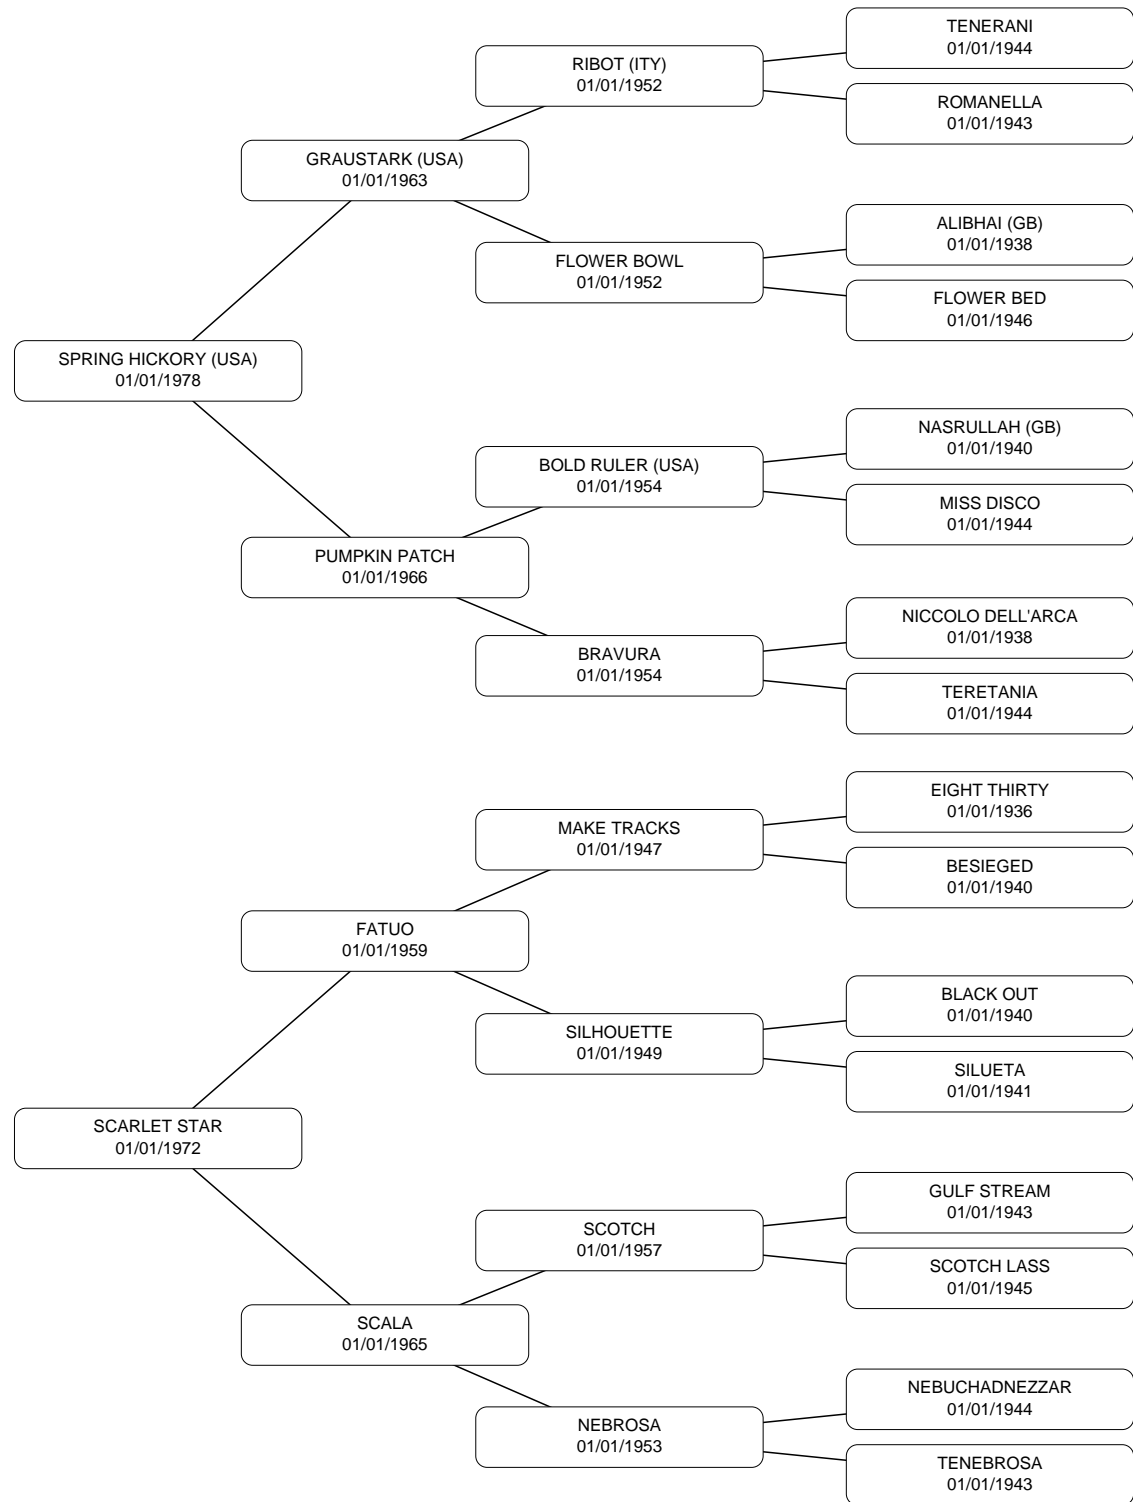 TENERANI
01/01/1944
RIBOT (ITY)
01/01/1952
ROMANELLA
01/01/1943
GRAUSTARK (USA)
01/01/1963
ALIBHAI (GB)
01/01/1938
FLOWER BOWL
01/01/1952
FLOWER BED
01/01/1946
SPRING HICKORY (USA)
01/01/1978
NASRULLAH (GB)
01/01/1940
BOLD RULER (USA)
01/01/1954
MISS DISCO
01/01/1944
PUMPKIN PATCH
01/01/1966
NICCOLO DELL'ARCA
01/01/1938
BRAVURA
01/01/1954
TERETANIA
01/01/1944
EIGHT THIRTY
01/01/1936
MAKE TRACKS
01/01/1947
BESIEGED
01/01/1940
FATUO
01/01/1959
BLACK OUT
01/01/1940
SILHOUETTE
01/01/1949
SILUETA
01/01/1941
SCARLET STAR
01/01/1972
GULF STREAM
01/01/1943
SCOTCH
01/01/1957
SCOTCH LASS
01/01/1945
SCALA
01/01/1965
NEBUCHADNEZZAR
01/01/1944
NEBROSA
01/01/1953
TENEBROSA
01/01/1943